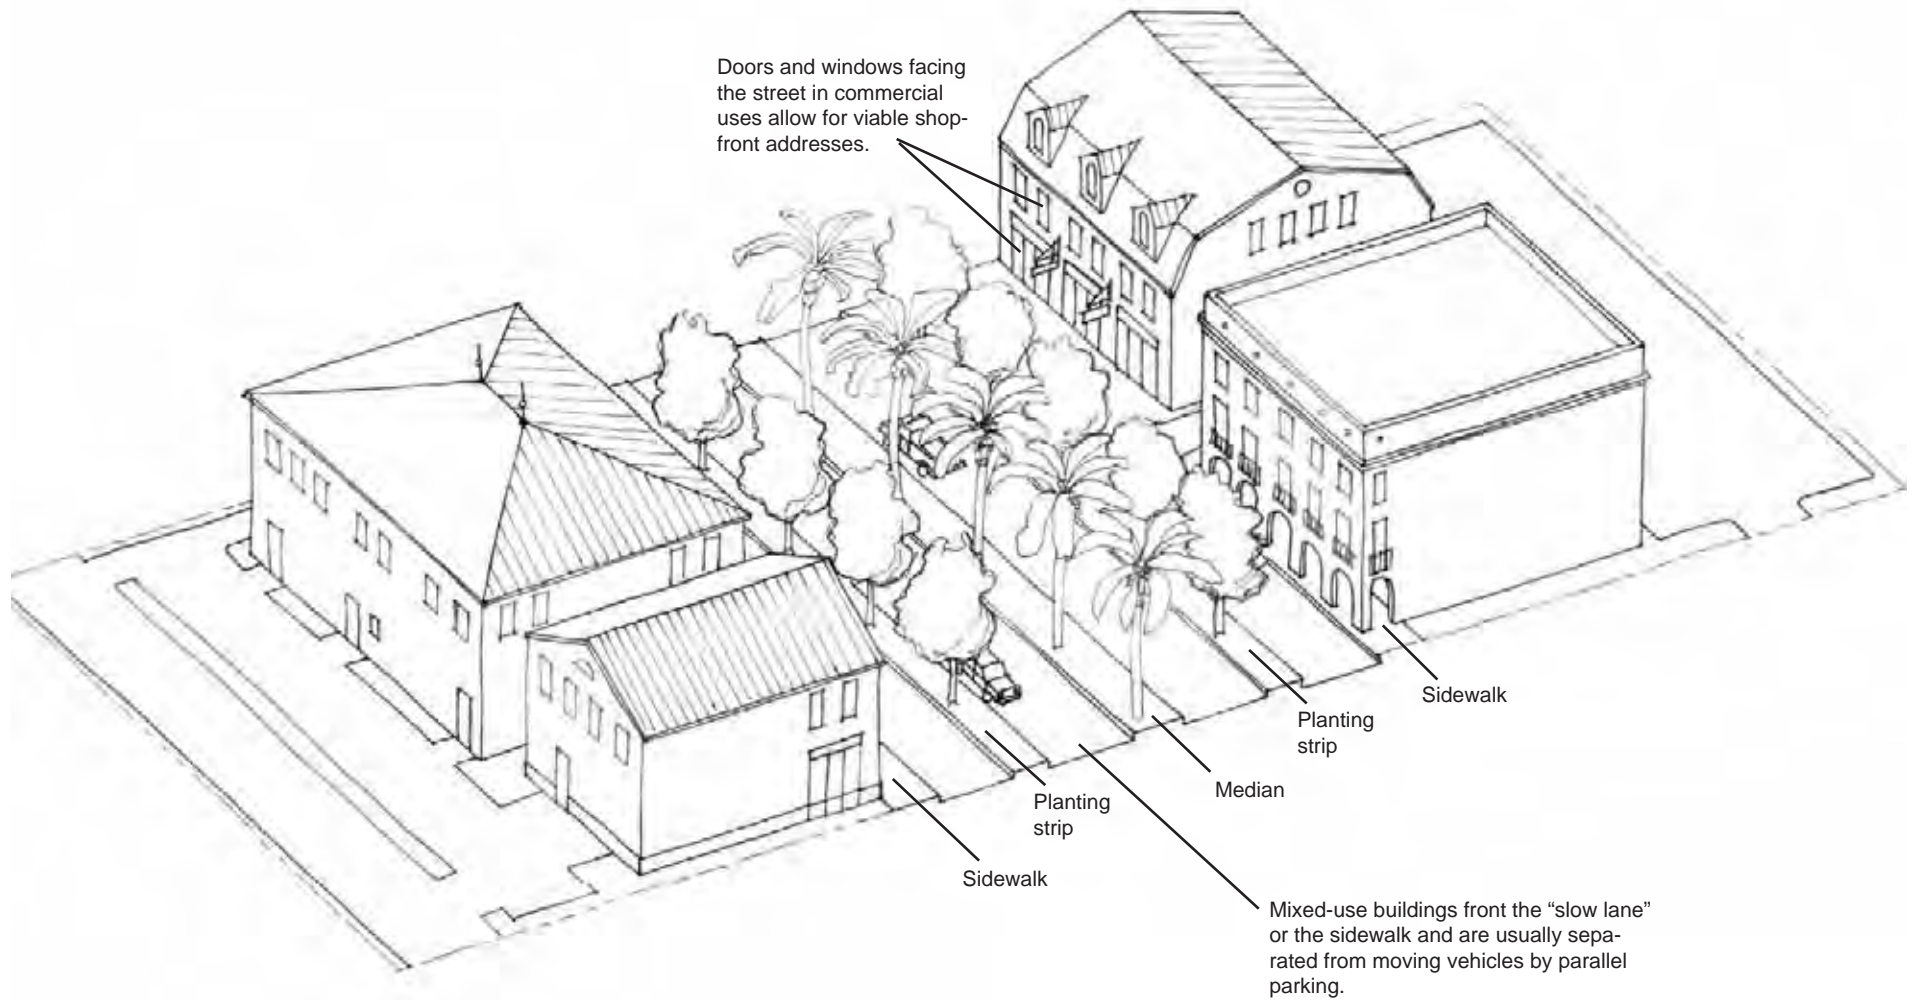 Doors and windows facing
the street in commercial
uses allow for viable shop-
front addresses.
Sidewalk
Planting
strip
Median
Planting
strip
Sidewalk
Mixed-use buildings front the “slow lane”
or the sidewalk and are usually sepa-
rated from moving vehicles by parallel
parking.